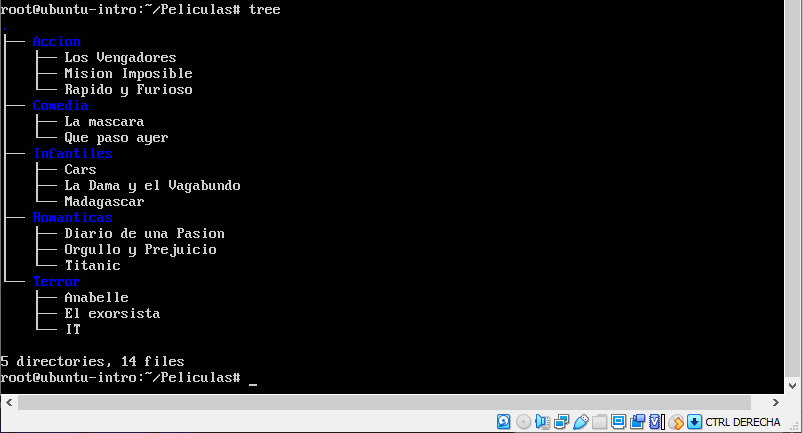 root@ubuntu-intro:~/Peliculas# tree
.
├── Accion
│   ├── Los Vengadores
│   ├── Mision Imposible
│   └── Rapido y Furioso
├── Comedia
│   ├── La mascara
│   └── Que paso ayer
├── Infantiles
│   ├── Cars
│   ├── La Dama y el Vagabundo
│   └── Madagascar
├── Romanticas
│   ├── Diario de una Pasion
│   ├── Orgullo y Prejuicio
│   └── Titanic
└── Terror
    ├── Anabelle
    ├── El exorsista
    └── IT
5 directories, 14 files
root@ubuntu-intro:~/Peliculas# _
CTRL DERECHA